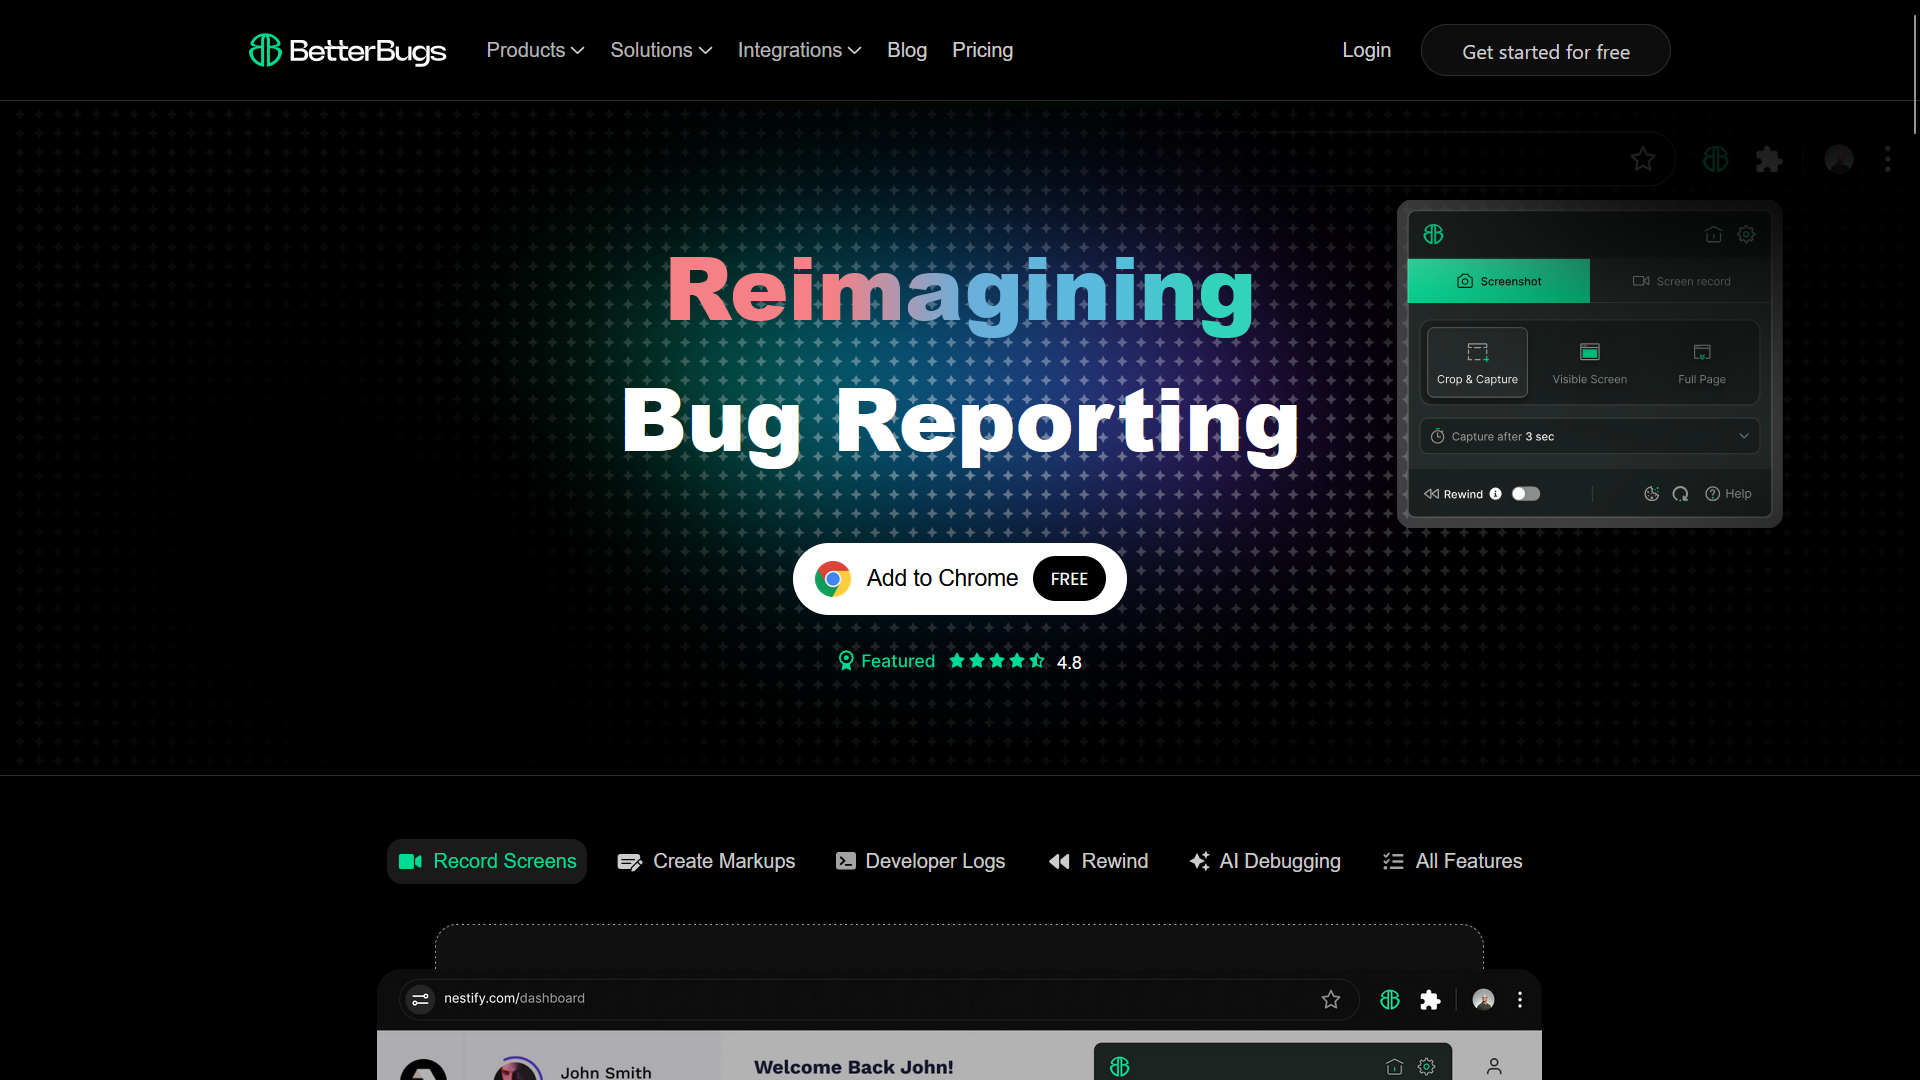 BetterBugs Products Solutions Integrations Blog Pricing Login Get started for free
Reimagining
Bug Reporting
Add to Chrome FREE
Featured 4.8
Screenshot Screen record
Crop & Capture Visible Screen Full Page
Capture after 3 sec
Rewind Help
Record Screens Create Markups Developer Logs Rewind AI Debugging All Features
nestify.com/dashboard
John Smith Welcome Back John!